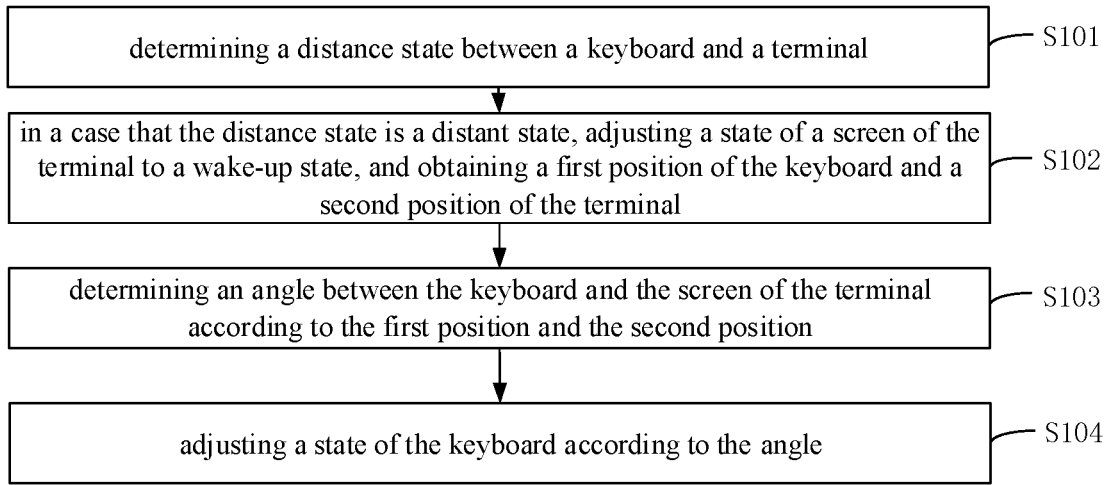 determining a distance state between a keyboard and a terminal
S101
in a case that the distance state is a distant state, adjusting a state of a screen of the
terminal to a wake-up state, and obtaining a first position of the keyboard and a
second position of the terminal
S102
determining an angle between the keyboard and the screen of the terminal
according to the first position and the second position
S103
adjusting a state of the keyboard according to the angle
S104